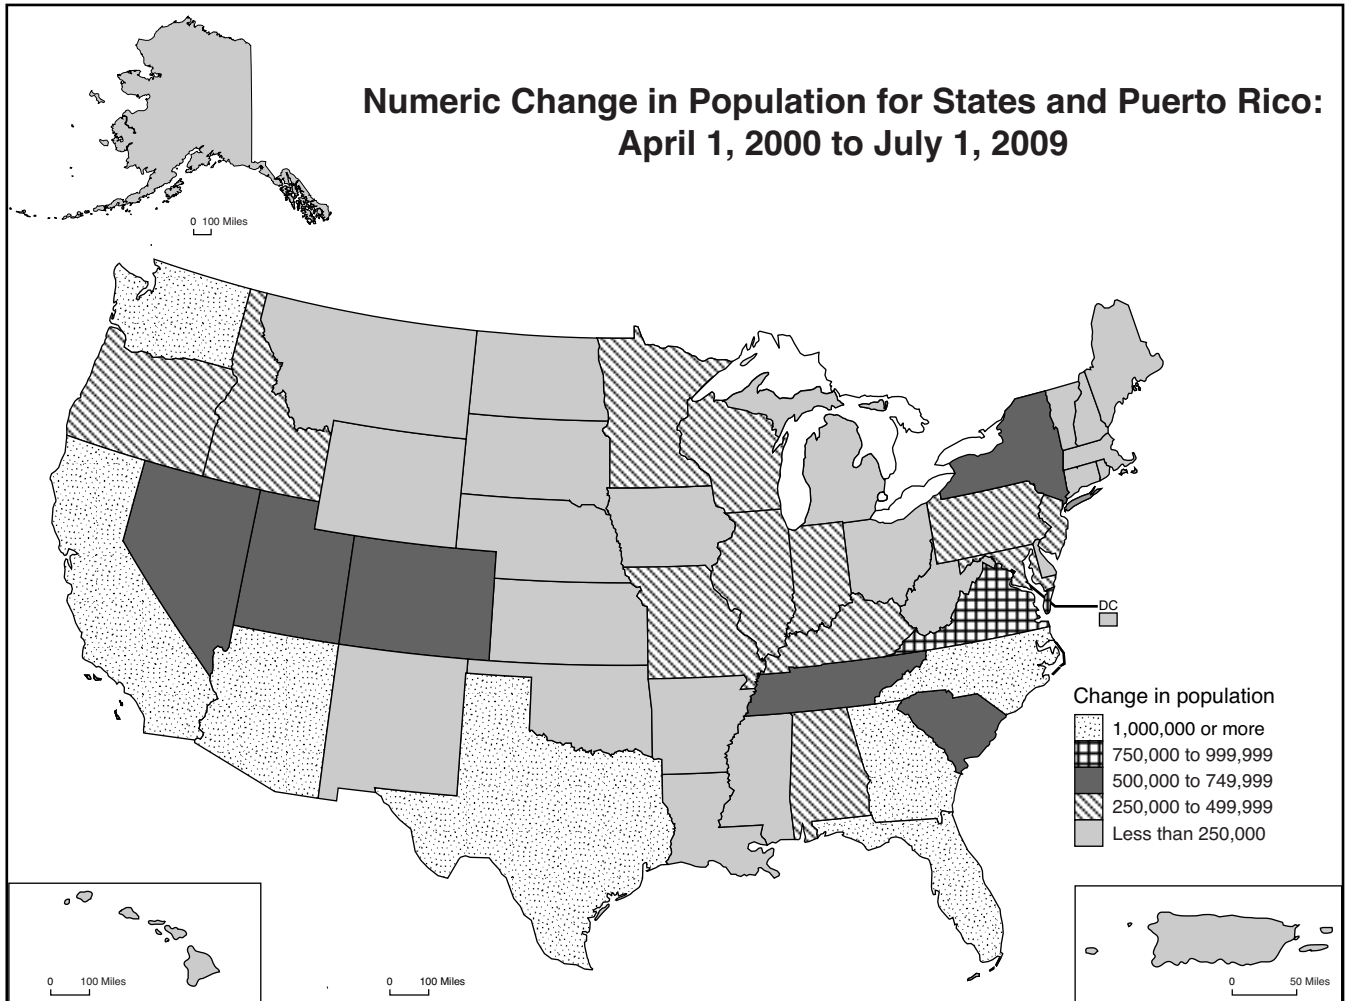 Numeric Change in Population for States and Puerto Rico:
April 1, 2000 to July 1, 2009
0 100 Miles
DC
Change in population
1,000,000 or more
750,000 to 999,999
500,000 to 749,999
250,000 to 499,999
Less than 250,000
0 100 Miles
0 100 Miles
0 50 Miles